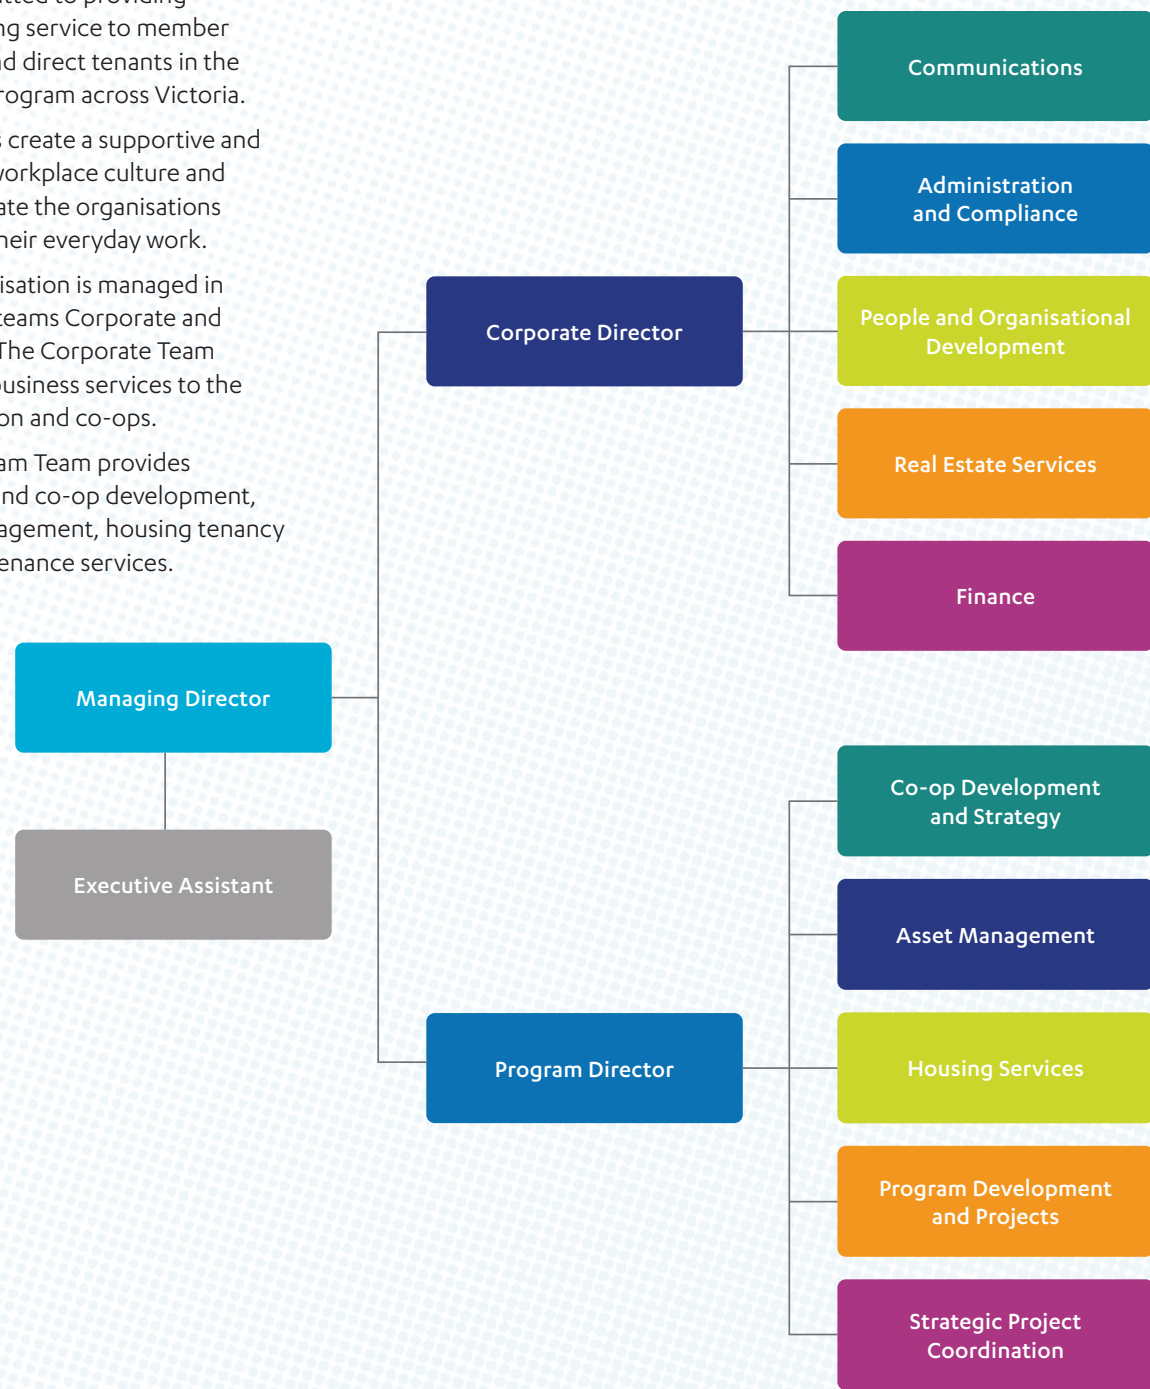 ng service to member
nd direct tenants in the
rogram across Victoria.
s create a supportive and
workplace culture and
ate the organisations
heir everyday work.
isation is managed in
teams Corporate and
The Corporate Team
business services to the
on and co-ops.
am Team provides
nd co-op development,
agement, housing tenancy
enance services.
Communications
Administration
and Compliance
People and Organisational
Development
Real Estate Services
Finance
Corporate Director
Managing Director
Executive Assistant
Program Director
Co-op Development
and Strategy
Asset Management
Housing Services
Program Development
and Projects
Strategic Project
Coordination